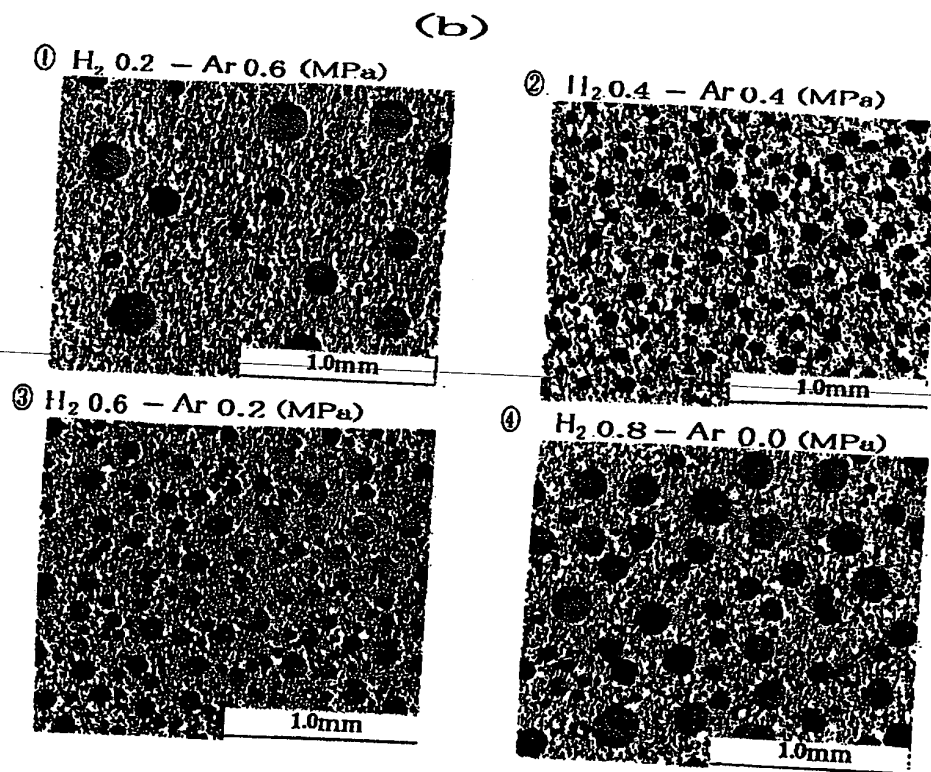 (b)
① H₂ 0.2 – Ar 0.6 (MPa)
② H₂ 0.4 – Ar 0.4 (MPa)
1.0mm
1.0mm
③ H₂ 0.6 – Ar 0.2 (MPa)
④ H₂ 0.8 – Ar 0.0 (MPa)
1.0mm
1.0mm